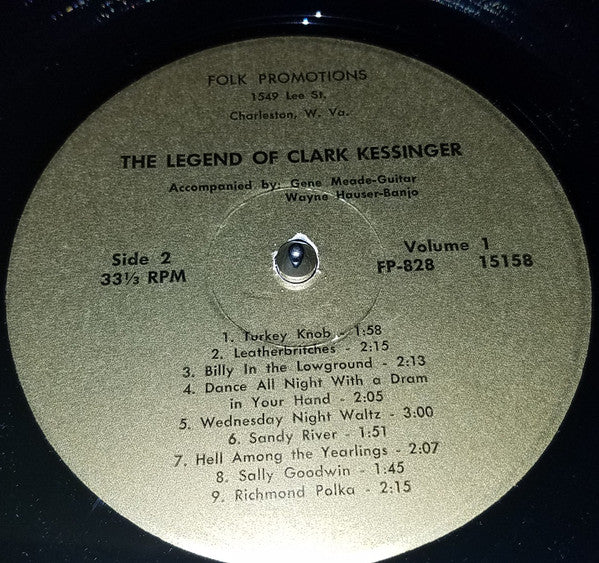 FOLK PROMOTIONS
1549 Lee St.
Charleston, W. Va.
THE LEGEND OF CLARK KESSINGER
Accompanied by: Gene Meade-Guitar
Wayne Hauser-Banjo
Side 2
33⅓ RPM
Volume 1
FP-828 15158
1. Turkey Knob - 1:58
2. Leatherbritches - 2:15
3. Billy In the Lowground - 2:13
4. Dance All Night With a Dram
in Your Hand - 2:05
5. Wednesday Night Waltz - 3:00
6. Sandy River - 1:51
7. Hell Among the Yearlings - 2:07
8. Sally Goodwin - 1:45
9. Richmond Polka - 2:15